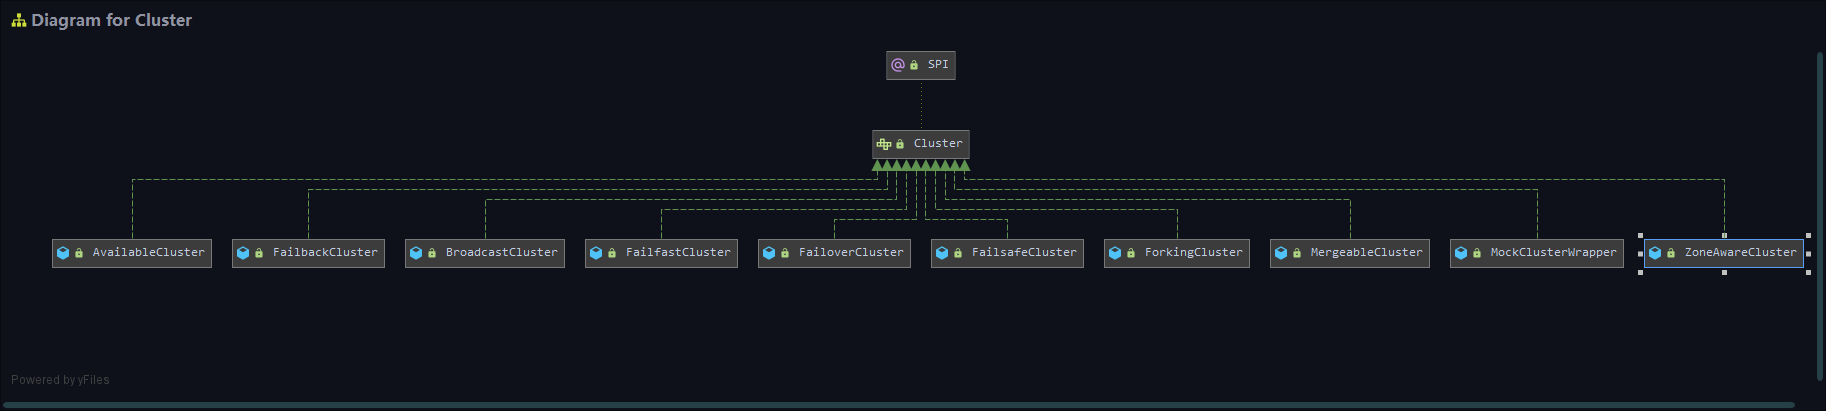 Diagram for Cluster
SPI
Cluster
AvailableCluster
FailbackCluster
BroadcastCluster
FailfastCluster
FailoverCluster
FailsafeCluster
ForkingCluster
MergeableCluster
MockClusterWrapper
ZoneAwareCluster
Powered by yFiles